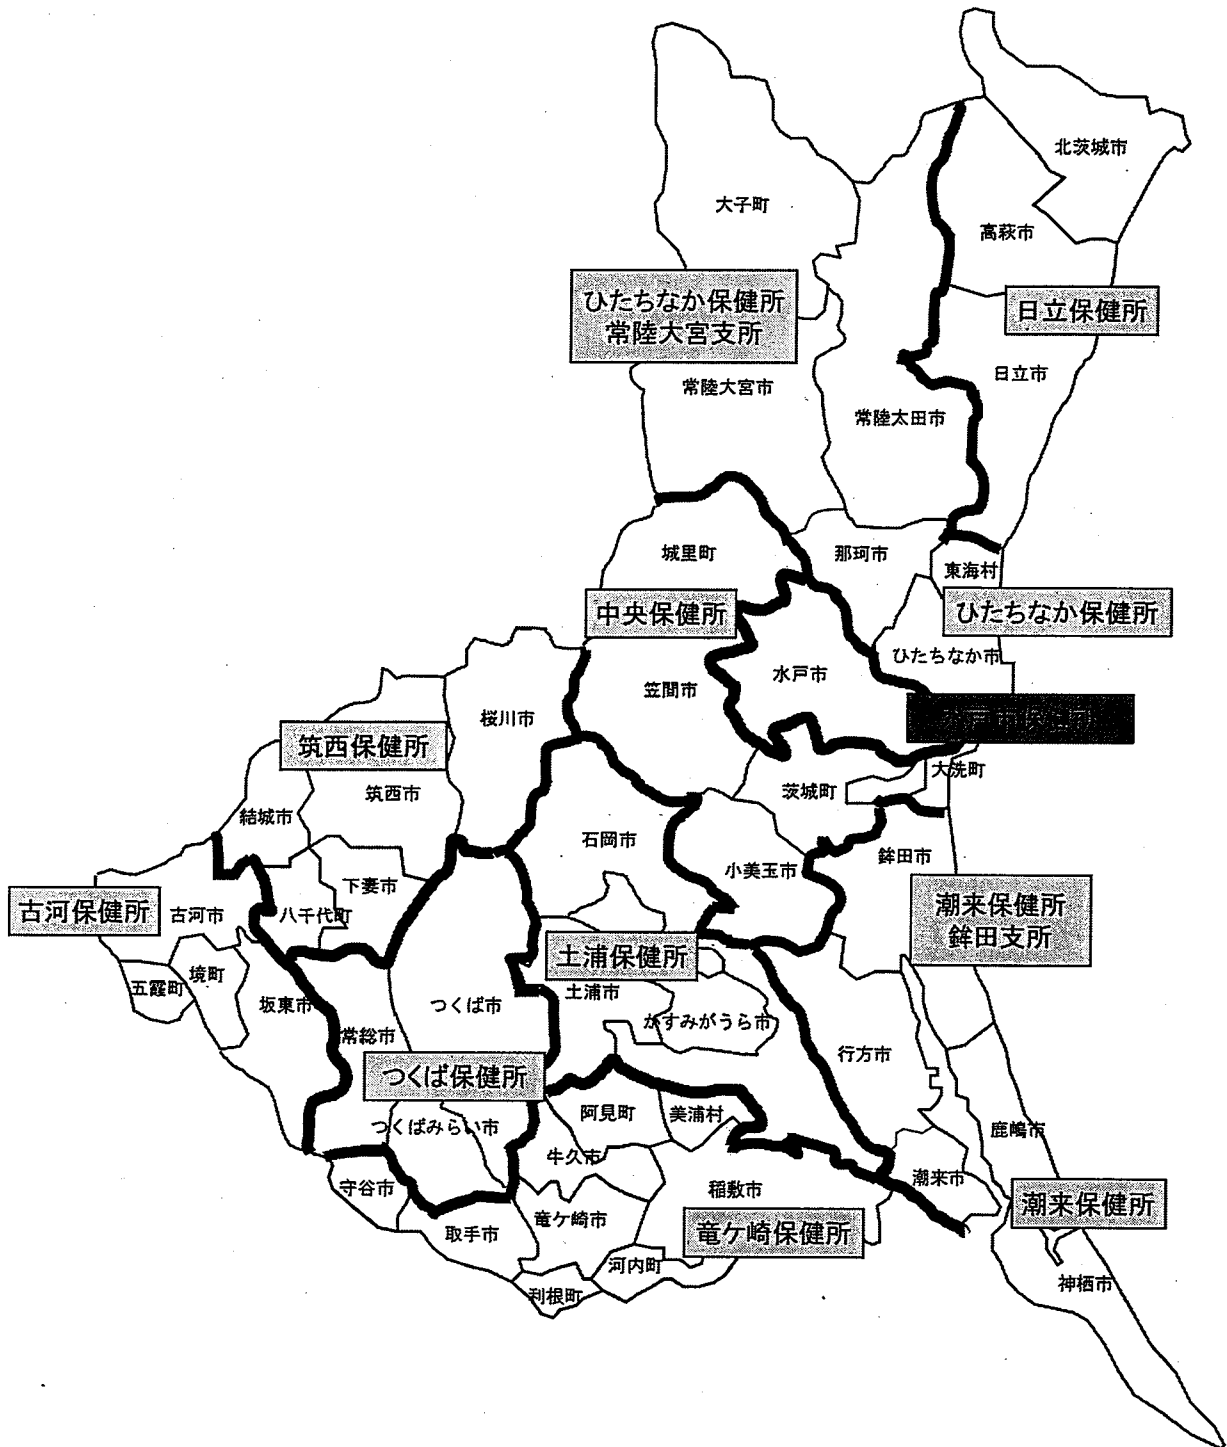 北茨城市
大子町
高萩市
ひたちなか保健所
常陸大宮支所
日立保健所
日立市
常陸大宮市
常陸太田市
城里町
那珂市
東海村
中央保健所
ひたちなか保健所
ひたちなか市
水戸市
笠間市
水戸市保健所
桜川市
筑西保健所
大洗町
茨城町
筑西市
結城市
石岡市
小美玉市
鉾田市
下妻市
潮来保健所
鉾田支所
古河保健所
古河市
八千代町
土浦保健所
境町
五霞町
土浦市
坂東市
つくば市
かすみがうら市
常総市
行方市
つくば保健所
阿見町
美浦村
つくばみらい市
鹿嶋市
牛久市
潮来市
守谷市
稲敷市
潮来保健所
竜ケ崎市
取手市
竜ケ崎保健所
河内町
神栖市
利根町